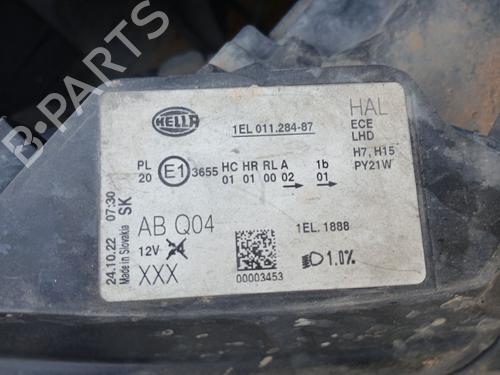 HELLA
1EL 011.284-87
HAL
ECE
LHD
H7, H15
PY21W
PL
20
E1
3655
HC HR RL A 1b
01 01 00 02 01
AB Q04
12V
XXX
1EL. 1888
1.0%
00003453
24.10.22 07:30
Made in Slovakia SK
B-PARTS